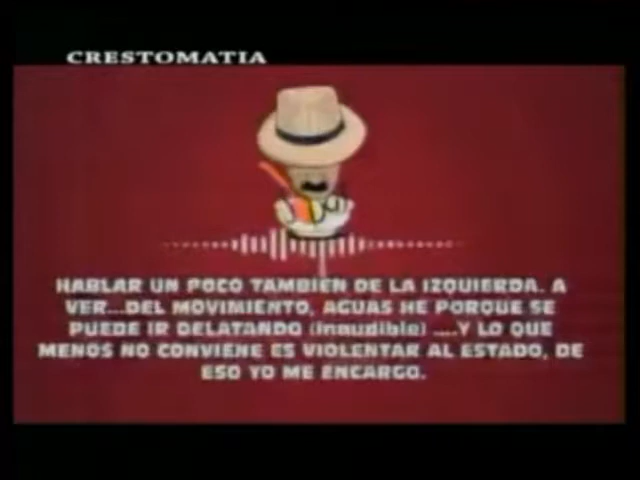 CRESTOMATIA
HABLAR UN POCO TAMBIEN DE LA IZQUIERDA. A
VER...DEL MOVIMIENTO, AGUAS HE PORQUE SE
PUEDE IR DELATANDO (inaudible) ....Y LO QUE
MENOS NO CONVIENE ES VIOLENTAR AL ESTADO, DE
ESO YO ME ENCARGO.